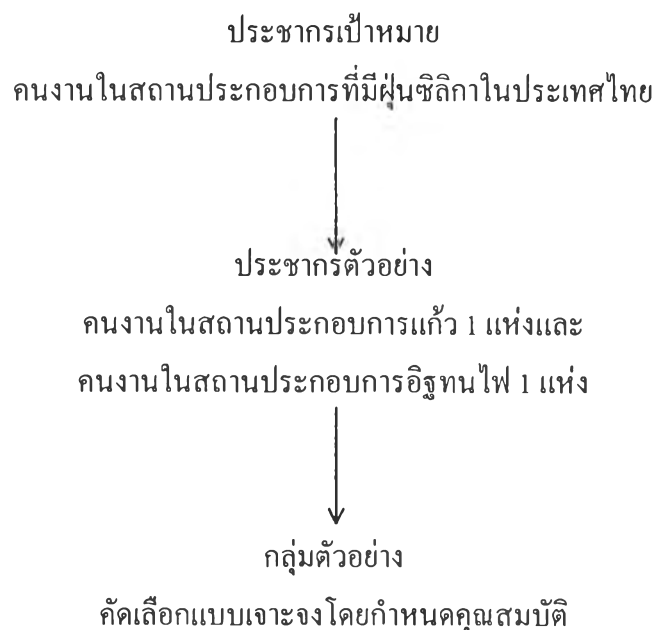 ประชากรเป้าหมาย
คนงานในสถานประกอบการที่มีฝุ่นซิลิกาในประเทศไทย
ประชากรตัวอย่าง
คนงานในสถานประกอบการแก้ว 1 แห่งและ
คนงานในสถานประกอบการอิฐทนไฟ 1 แห่ง
กลุ่มตัวอย่าง
คัดเลือกแบบเจาะจงโดยกำหนดคุณสมบัติ